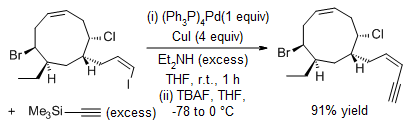 (i) (Ph₃P)₄Pd(1 equiv)
CuI (4 equiv)
Et₂NH (excess)
THF, r.t., 1 h
(ii) TBAF, THF,
-78 to 0 °C
Cl
Br
H
H
I
+ Me₃Si (excess)
Cl
Br
H
H
91% yield